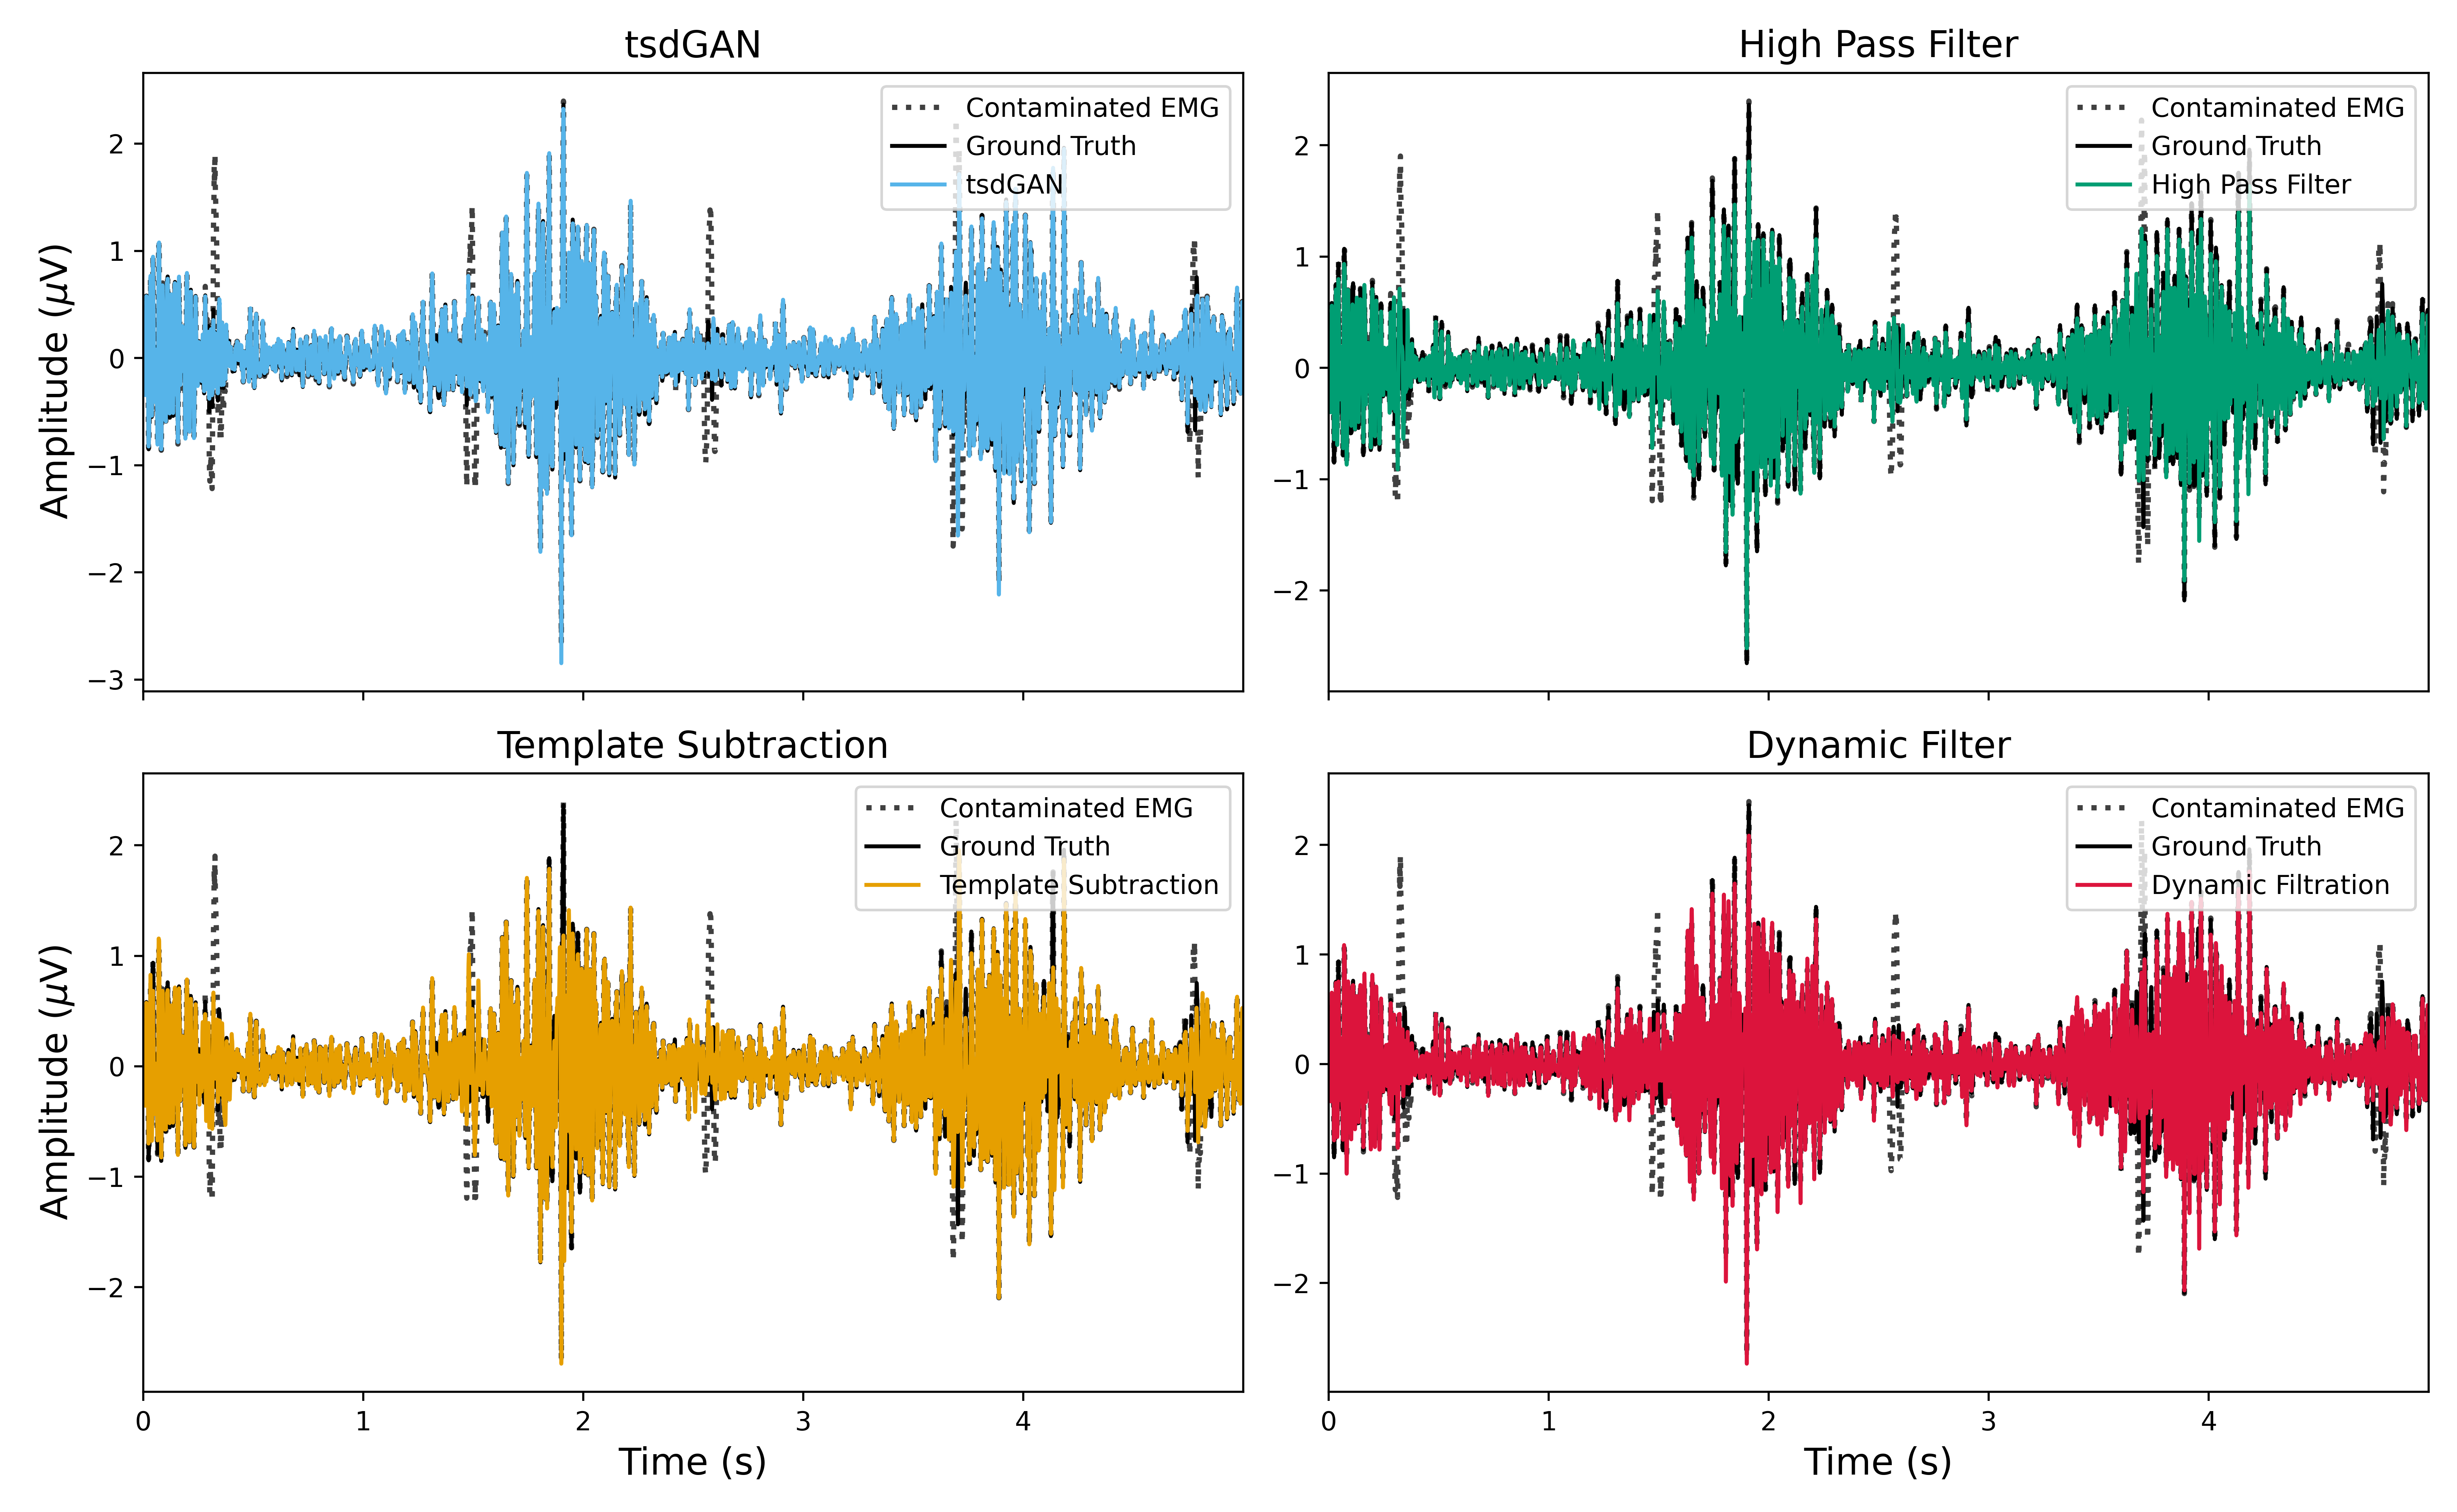 tsdGAN
Contaminated EMG
Ground Truth
tsdGAN
Amplitude (μV)
2
1
0
−1
−2
−3
High Pass Filter
Contaminated EMG
Ground Truth
High Pass Filter
2
1
0
−1
−2
Template Subtraction
Contaminated EMG
Ground Truth
Template Subtraction
Amplitude (μV)
2
1
0
−1
−2
0 1 2 3 4
Time (s)
Dynamic Filter
Contaminated EMG
Ground Truth
Dynamic Filtration
2
1
0
−1
−2
0 1 2 3 4
Time (s)